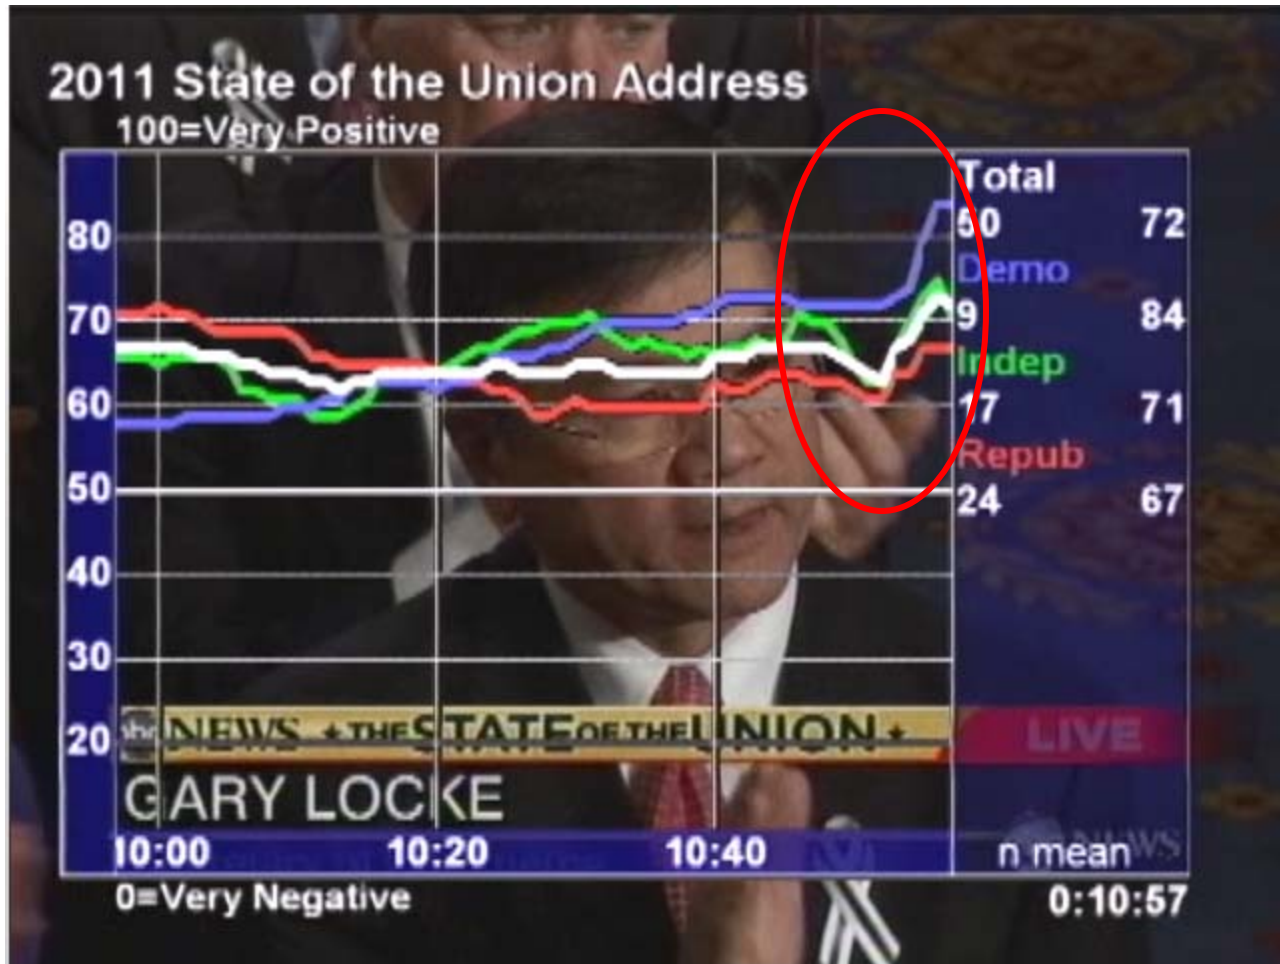 2011 State of the Union Address
100=Very Positive
Total
50 72
80
Demo
70
9 84
Indep
60
17 71
Repub
50
24 67
40
30
abc NEWS THE STATE OF THE UNION
20
LIVE
GARY LOCKE
10:00 10:20 10:40
n mean
NEWS
0=Very Negative
0:10:57